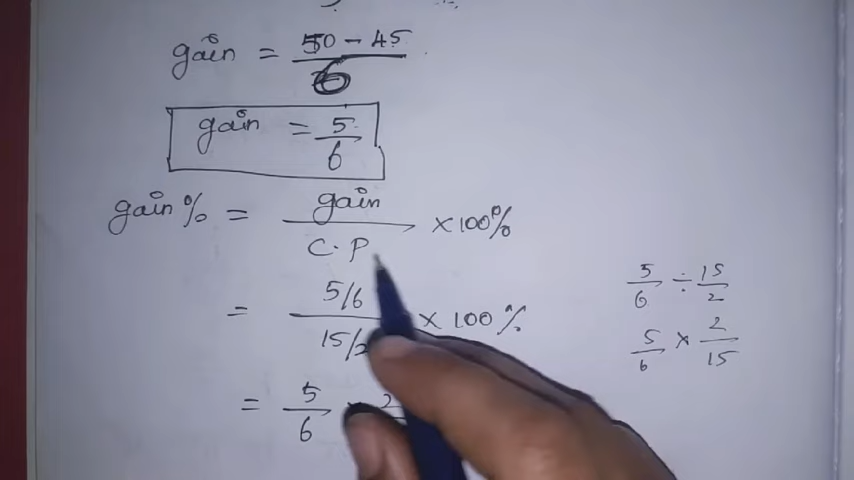 gain = 50 - 45 / 6
gain = 5/6
gain % = gain / C.P × 100%
= 5/6 / 15/2 × 100 %
= 5/6 × 2
5/6 ÷ 15/2
5/6 × 2/15